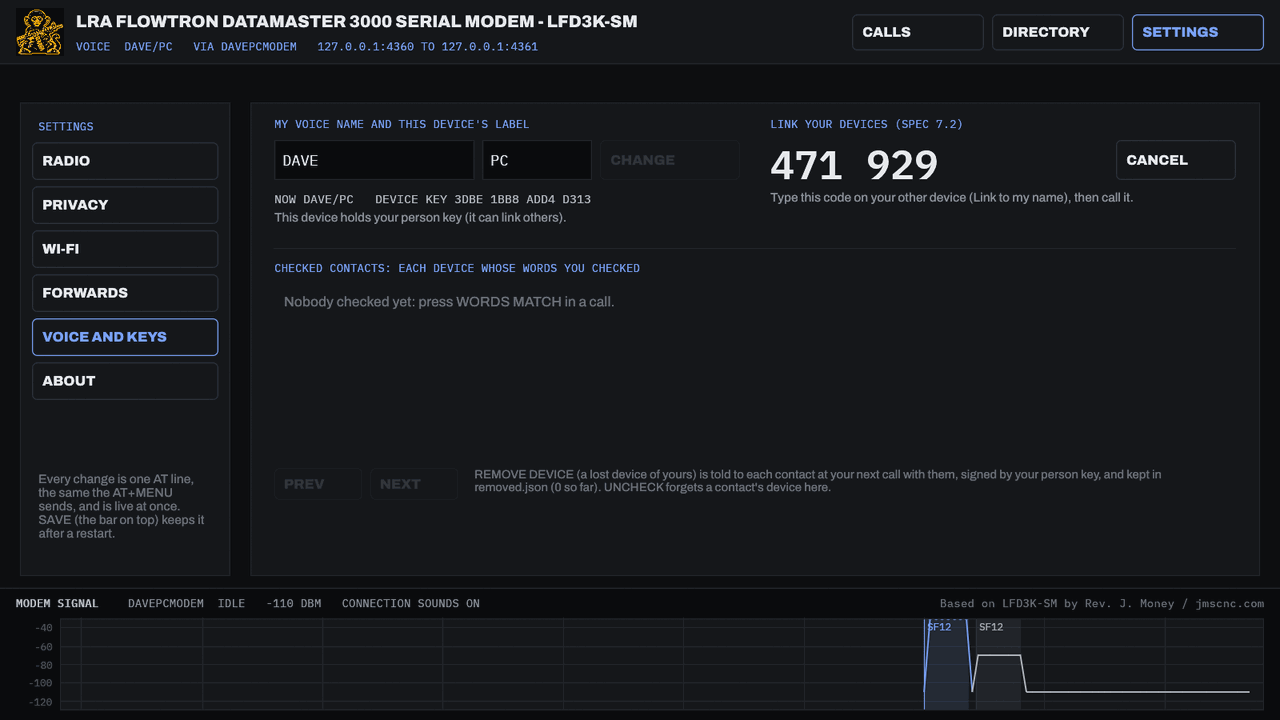 LRA FLOWTRON DATAMASTER 3000 SERIAL MODEM - LFD3K-SM
VOICE DAVE/PC VIA DAVEPCMODEM 127.0.0.1:4360 TO 127.0.0.1:4361
CALLS
DIRECTORY
SETTINGS
SETTINGS
RADIO
PRIVACY
WI-FI
FORWARDS
VOICE AND KEYS
ABOUT
Every change is one AT line,
the same the AT+MENU
sends, and is live at once.
SAVE (the bar on top) keeps it
after a restart.
MY VOICE NAME AND THIS DEVICE'S LABEL
DAVE
PC
CHANGE
NOW DAVE/PC DEVICE KEY 3DBE 1BB8 ADD4 D313
This device holds your person key (it can link others).
LINK YOUR DEVICES (SPEC 7.2)
471 929
CANCEL
Type this code on your other device (Link to my name), then call it.
CHECKED CONTACTS: EACH DEVICE WHOSE WORDS YOU CHECKED
Nobody checked yet: press WORDS MATCH in a call.
PREV
NEXT
REMOVE DEVICE (a lost device of yours) is told to each contact at your next call with them, signed by your person key, and kept in
removed.json (0 so far). UNCHECK forgets a contact's device here.
MODEM SIGNAL DAVEPCMODEM IDLE -110 DBM CONNECTION SOUNDS ON
Based on LFD3K-SM by Rev. J. Money / jmscnc.com
-40
-60
-80
-100
-120
SF12
SF12